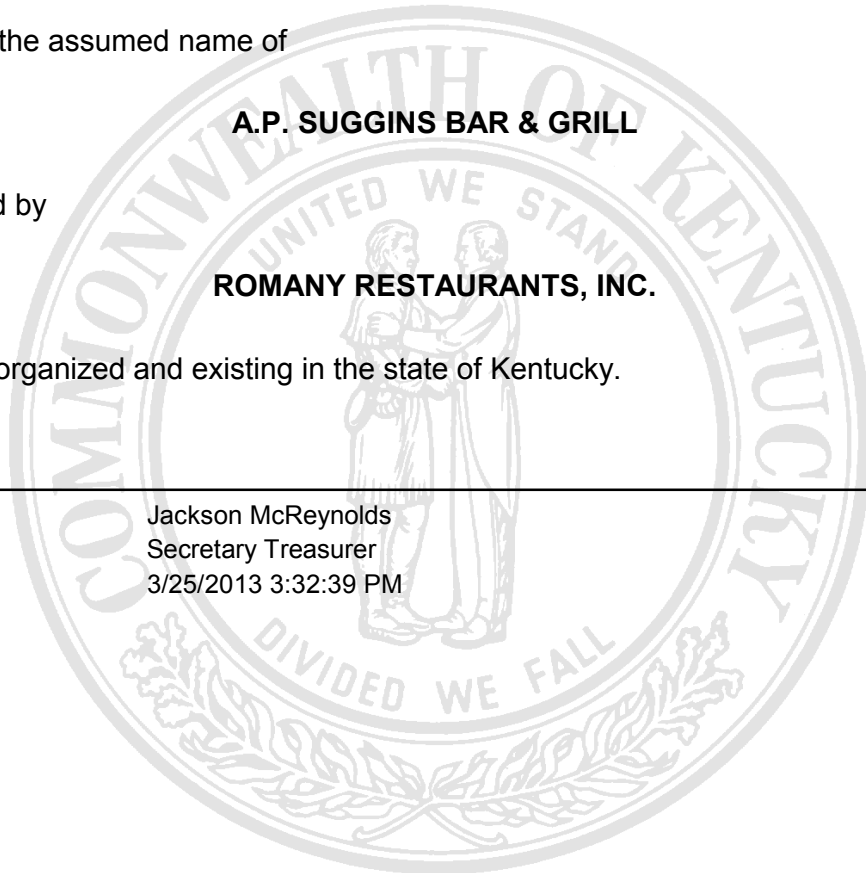 the assumed name of
A.P. SUGGINS BAR & GRILL
d by
ROMANY RESTAURANTS, INC.
organized and existing in the state of Kentucky.
Jackson McReynolds
Secretary Treasurer
3/25/2013 3:32:39 PM
COMMONWEALTH OF KENTUCKY
UNITED WE STAND
DIVIDED WE FALL